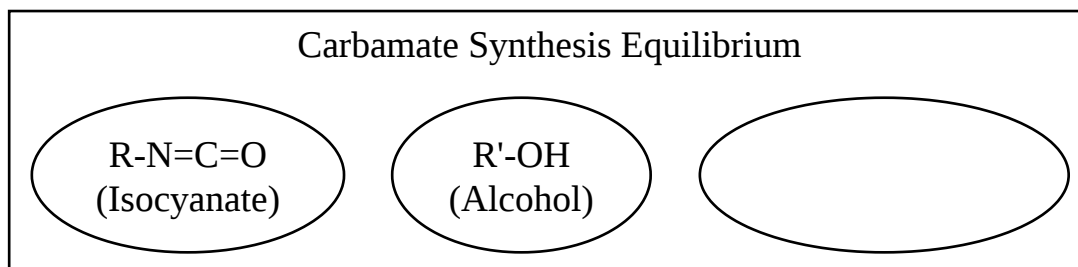 Carbamate Synthesis Equilibrium
R-N=C=O
(Isocyanate)
R'-OH
(Alcohol)